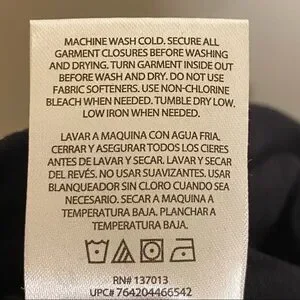 MACHINE WASH COLD. SECURE ALL
GARMENT CLOSURES BEFORE WASHING
AND DRYING. TURN GARMENT INSIDE OUT
BEFORE WASH AND DRY. DO NOT USE
FABRIC SOFTENERS. USE NON-CHLORINE
BLEACH WHEN NEEDED. TUMBLE DRY LOW.
LOW IRON WHEN NEEDED.
LAVAR A MAQUINA CON AGUA FRIA.
CERRAR Y ASEGURAR TODOS LOS CIERES
ANTES DE LAVAR Y SECAR. LAVAR Y SECAR
DEL REVÉS. NO USAR SUAVIZANTES. USAR
BLANQUEADOR SIN CLORO CUANDO SEA
NECESARIO. SECAR A MAQUINA A
TEMPERATURA BAJA. PLANCHAR A
TEMPERATURA BAJA.
RN# 137013
UPC# 764204466542